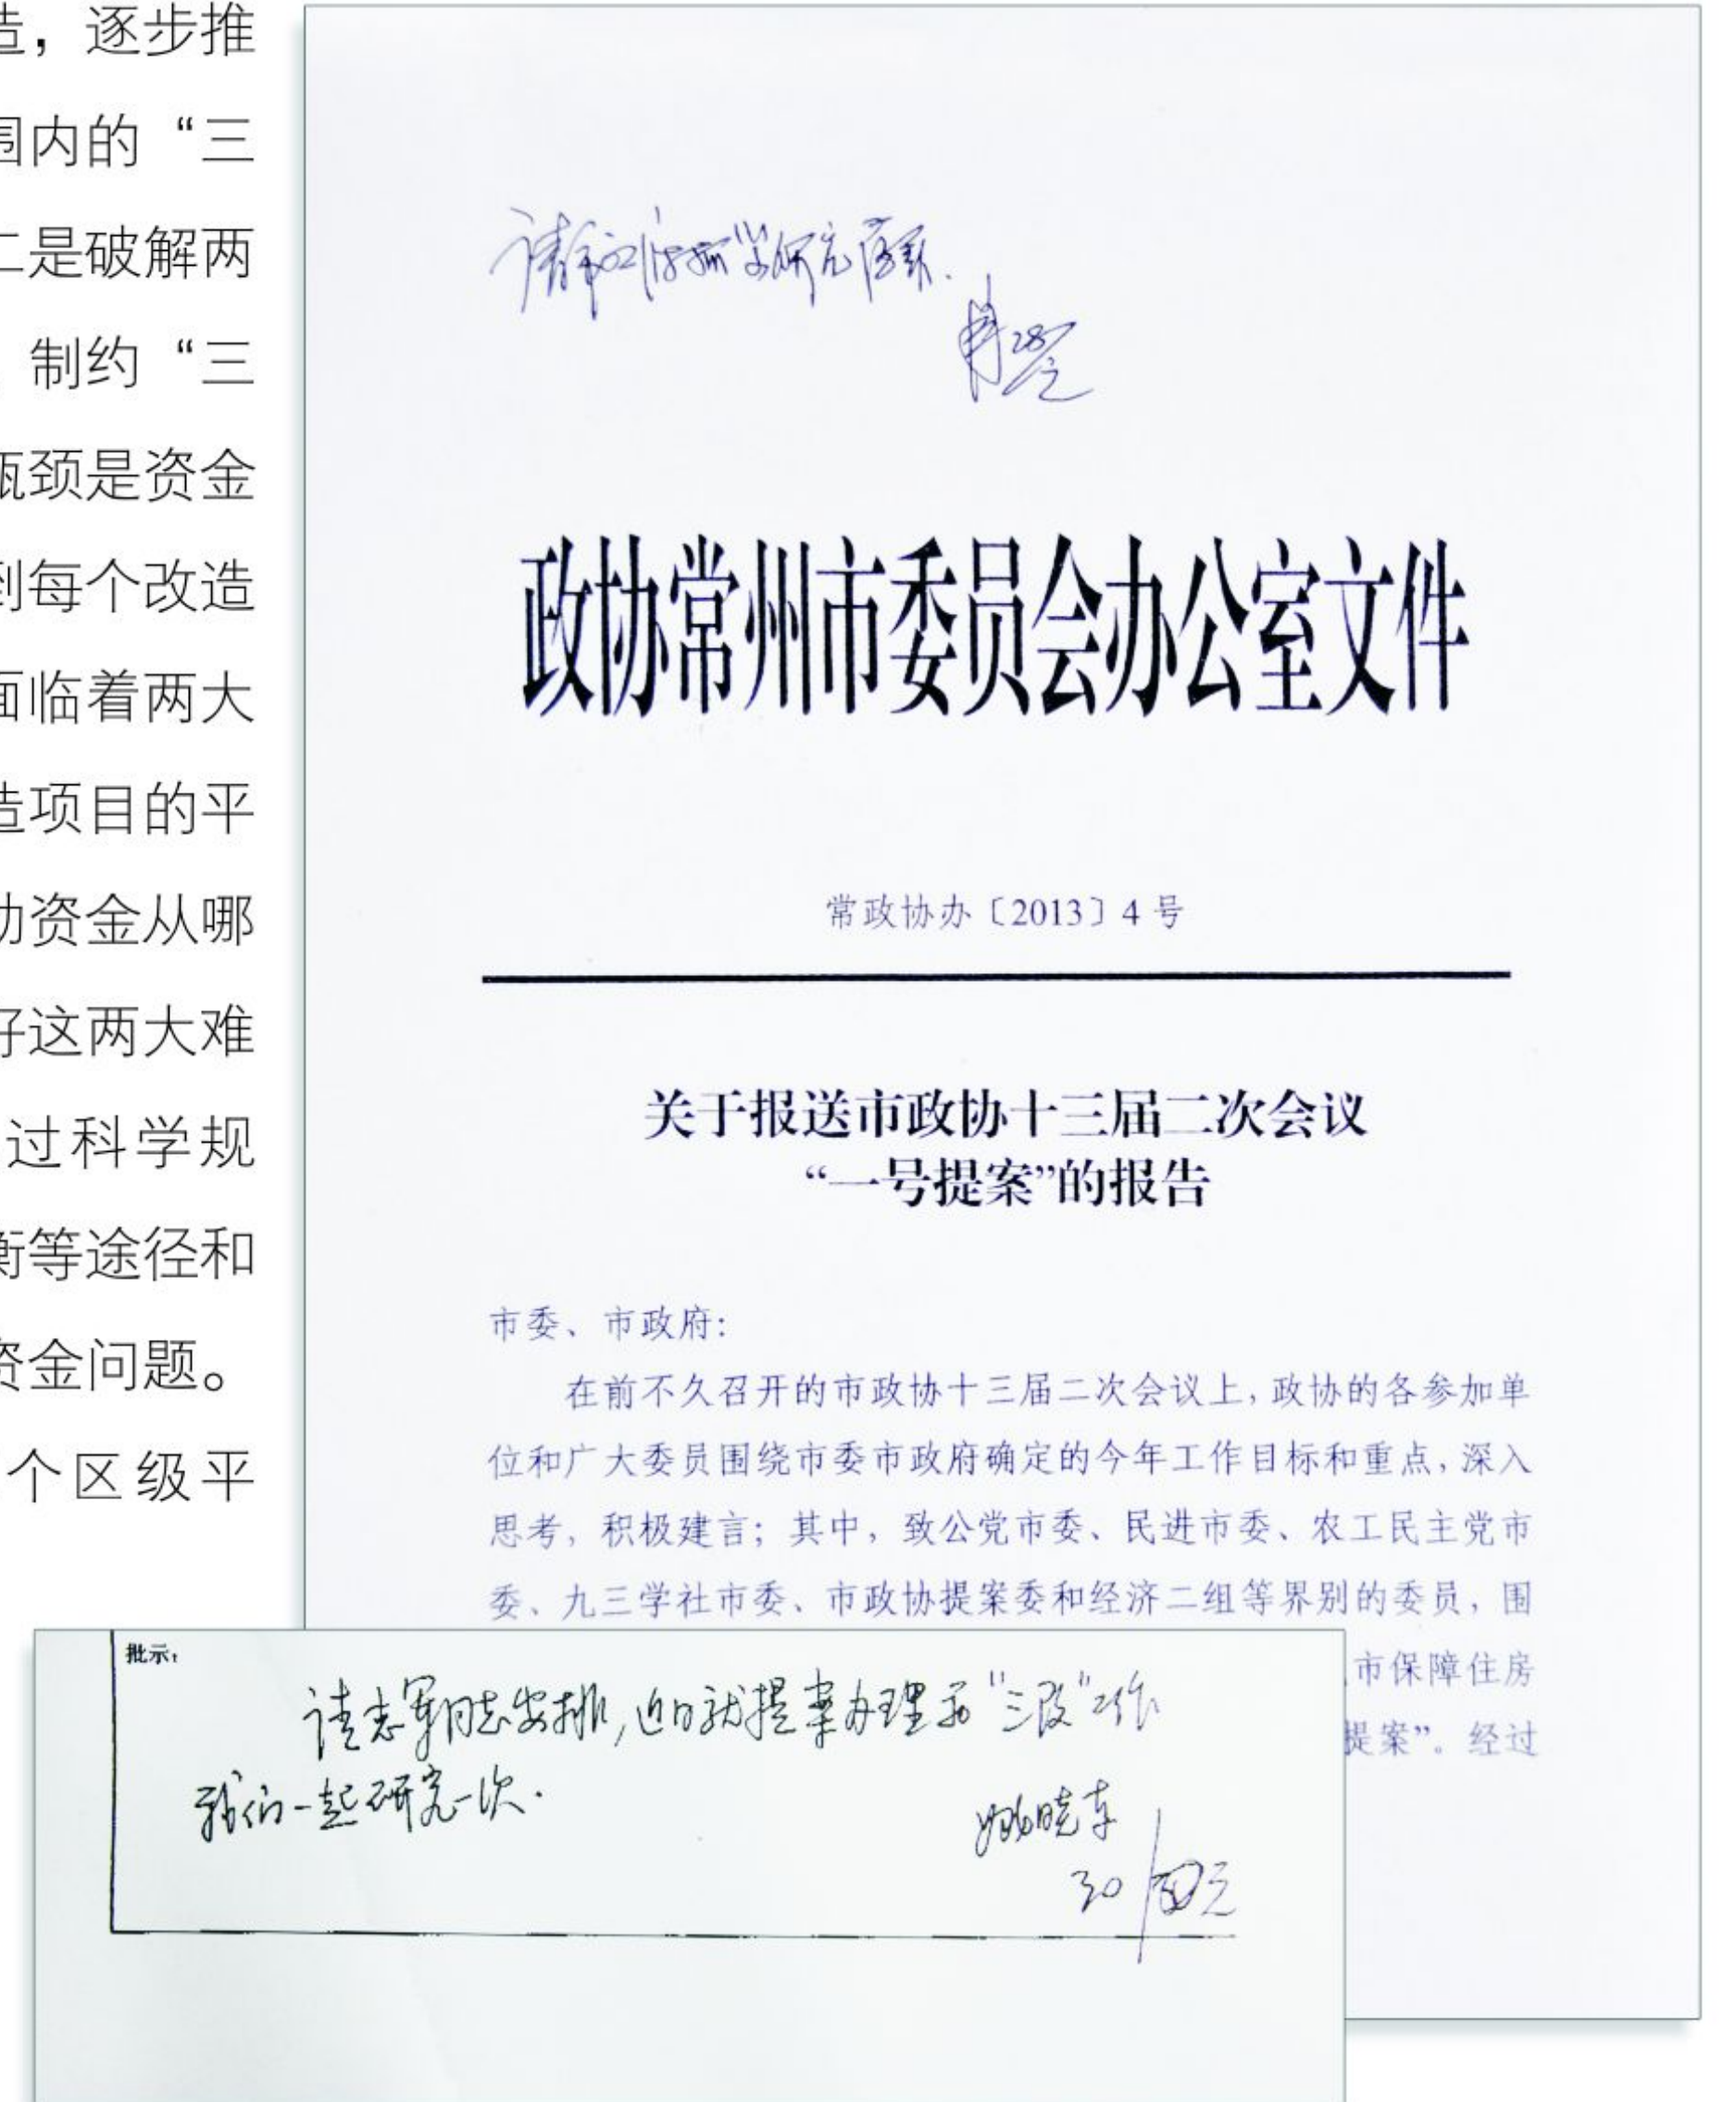 造，逐步推
围内的“三
二是破解两
制约“三
瓶颈是资金
到每个改造
面临着两大
造项目的平
助资金从哪
好这两大难
过科学规
衡等途径和
资金问题。
个区级平
政协常州市委员会办公室文件
常政协办〔2013〕4号
关于报送市政协十三届二次会议
“一号提案”的报告
市委、市政府：
在前不久召开的市政协十三届二次会议上，政协的各参加单
位和广大委员围绕市委市政府确定的今年工作目标和重点，深入
思考，积极建言；其中，致公党市委、民进市委、农工民主党市
委、九三学社市委、市政协提案委和经济二组等界别的委员，围
市保障住房
提案”。经过
批示：
请志军同志安排，近日就提案办理和“三改”工作
我们一起研究一次.
姚晓东
30/